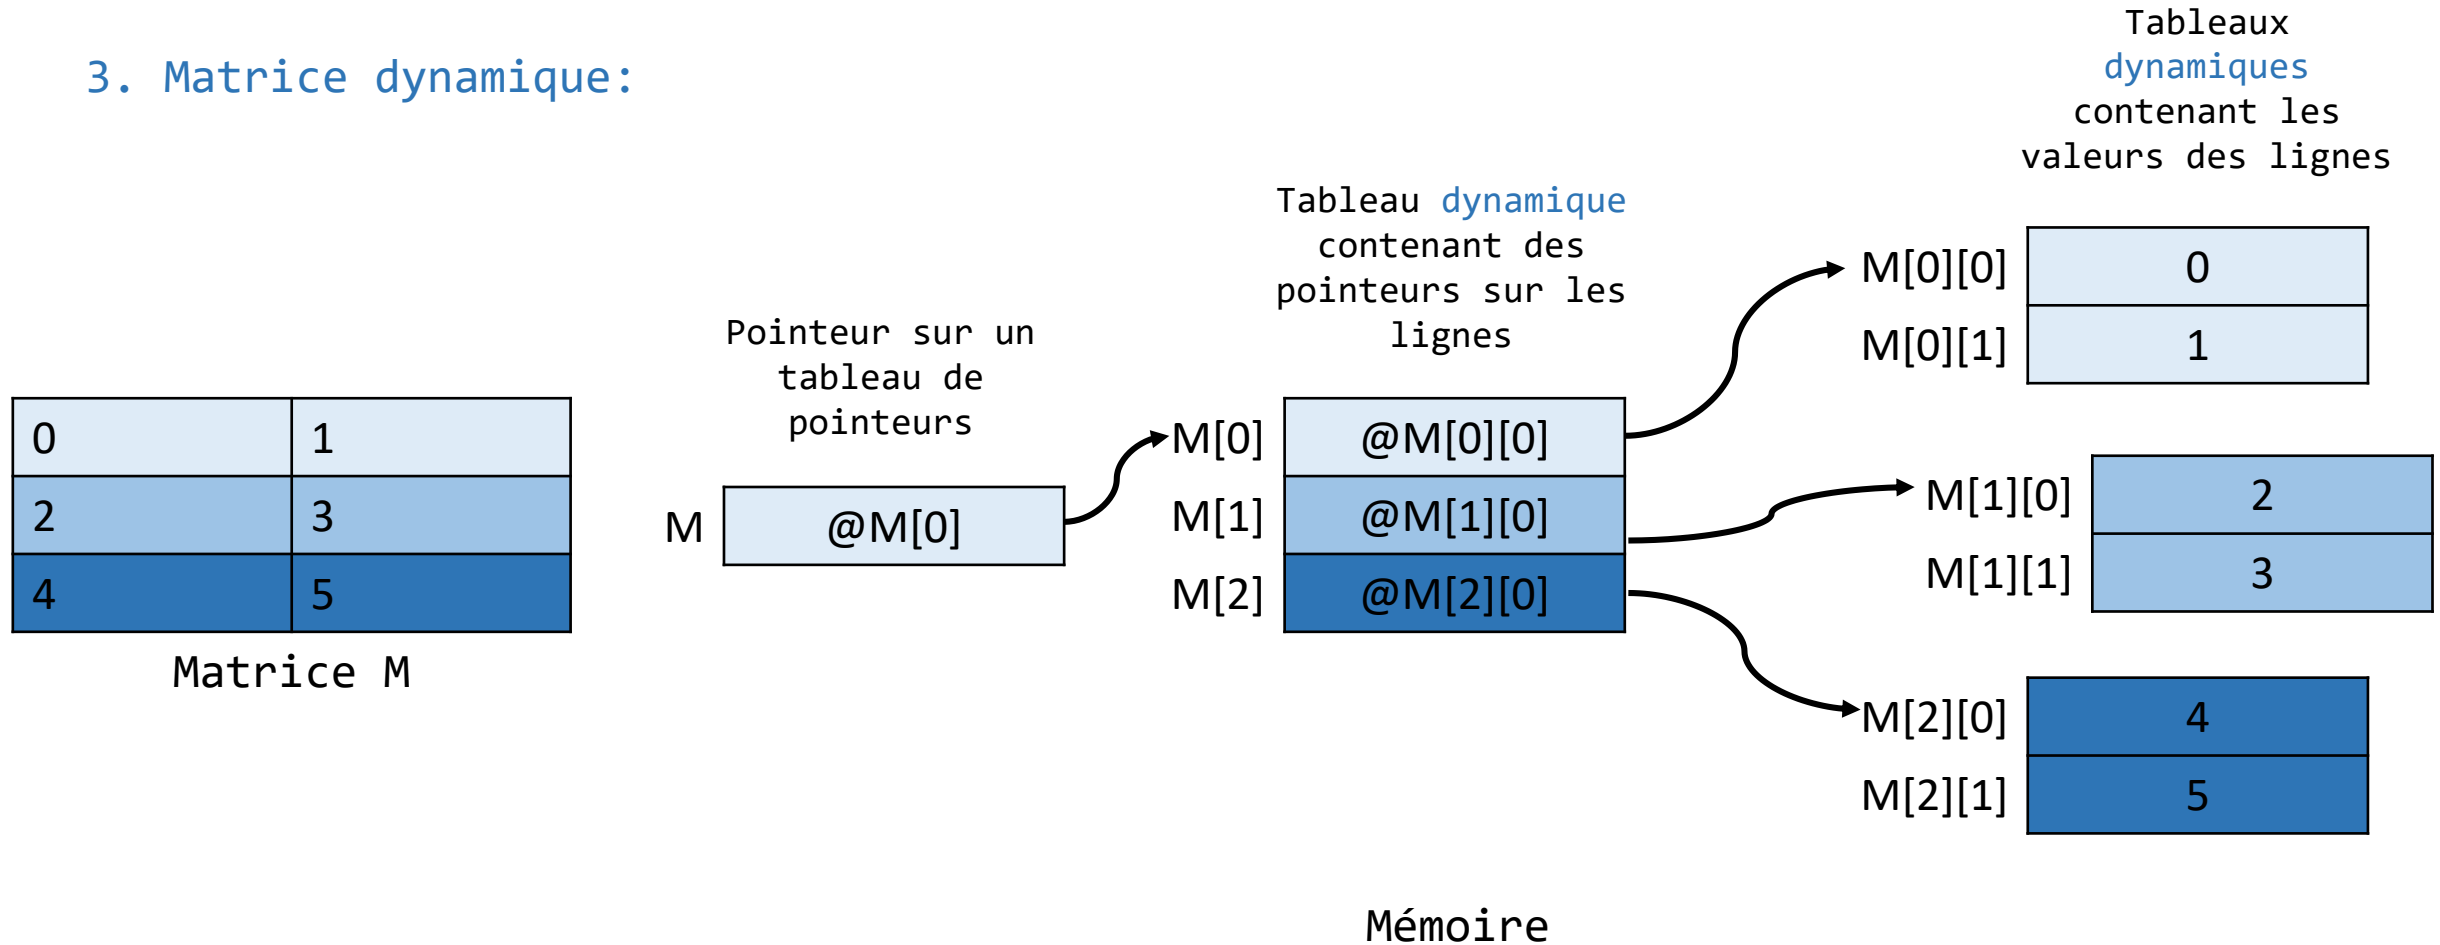 3. Matrice dynamique:
0 1
2 3
4 5
Matrice M
Pointeur sur un
tableau de
pointeurs
M @M[0]
Tableau dynamique
contenant des
pointeurs sur les
lignes
M[0] @M[0][0]
M[1] @M[1][0]
M[2] @M[2][0]
Tableaux
dynamiques
contenant les
valeurs des lignes
M[0][0] 0
M[0][1] 1
M[1][0] 2
M[1][1] 3
M[2][0] 4
M[2][1] 5
Mémoire